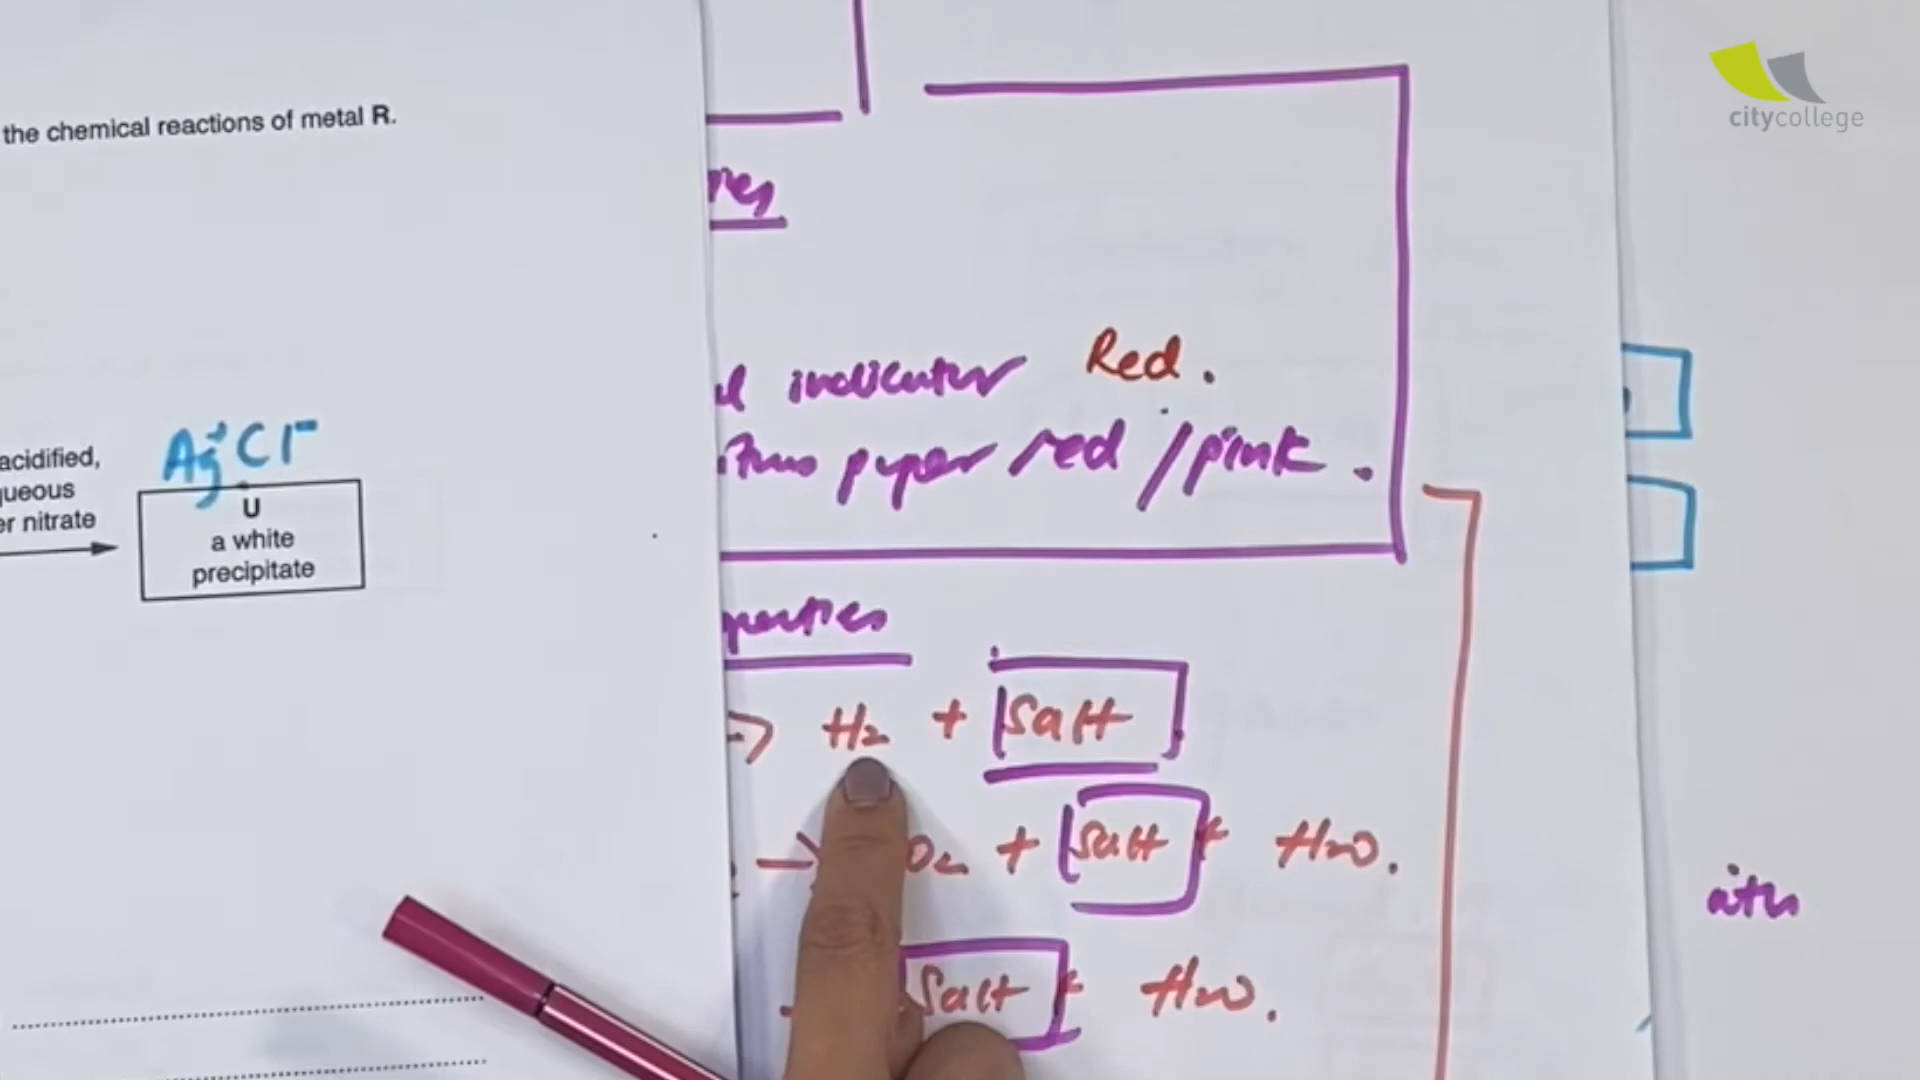 citycollege
the chemical reactions of metal R.
Ag⁺Cl⁻
acidified,
queous
er nitrate
U
a white
precipitate
indicator Red.
paper red / pink.
H₂ + Salt
→ O₂ + Salt + H₂O.
Salt + H₂O.